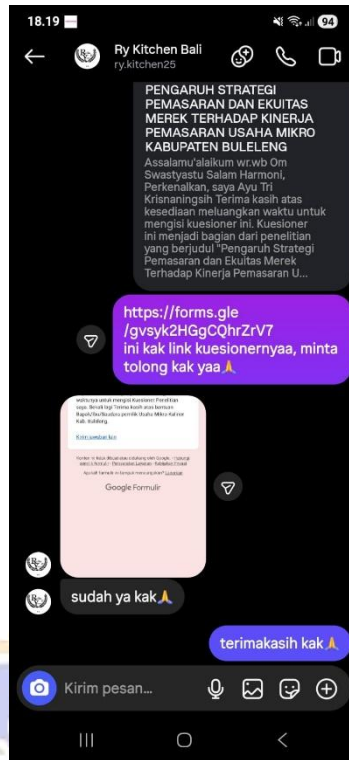 18.19
94
Ry Kitchen Bali
ry.kitchen25
PENGARUH STRATEGI
PEMASARAN DAN EKUITAS
MEREK TERHADAP KINERJA
PEMASARAN USAHA MIKRO
KABUPATEN BULELENG
Assalamu'alaikum wr.wb Om
Swastyastu Salam Harmoni,
Perkenalkan, saya Ayu Tri
Krisnaningsih Terima kasih atas
kesediaan meluangkan waktu untuk
mengisi kuesioner ini. Kuesioner
ini menjadi bagian dari penelitian
yang berjudul "Pengaruh Strategi
Pemasaran dan Ekuitas Merek
Terhadap Kinerja Pemasaran U...
https://forms.gle
/gvsyk2HGgCQhrZrV7
ini kak link kuesionernyaa, minta
tolong kak yaa🙏
Google Formulir
sudah ya kak🙏
terimakasih kak🙏
Kirim pesan...